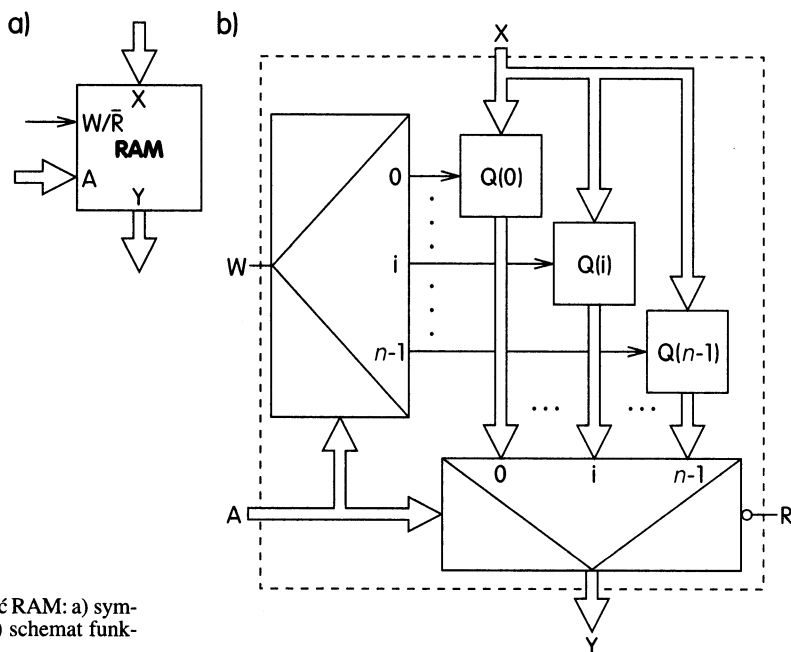 a)
X
W/R̄
RAM
A
Y
b)
X
0
Q(0)
W
i
Q(i)
n-1
Q(n-1)
... ...
0 i n-1
A
R
Y
RAM: a) sym-
schemat funk-